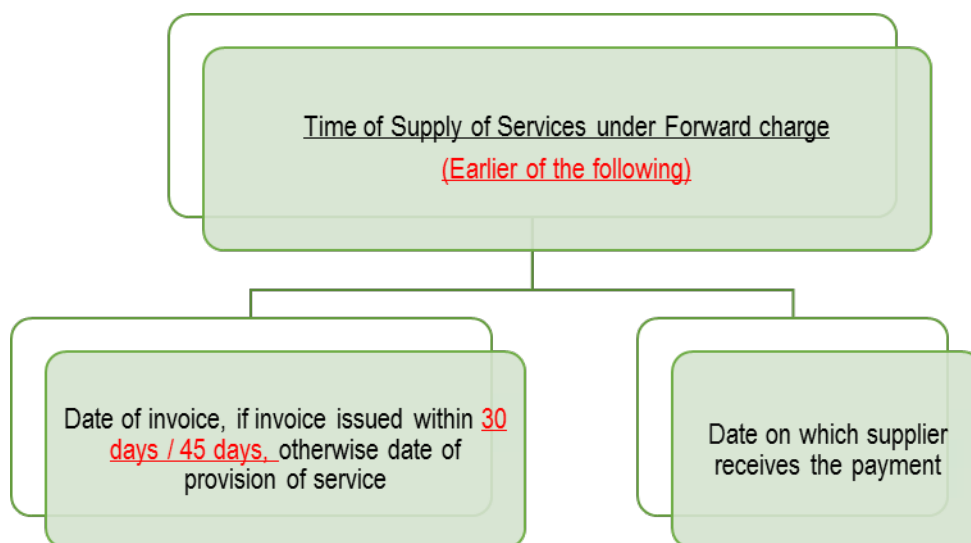 Time of Supply of Services under Forward charge
(Earlier of the following)
Date of invoice, if invoice issued within 30
days / 45 days, otherwise date of
provision of service
Date on which supplier
receives the payment